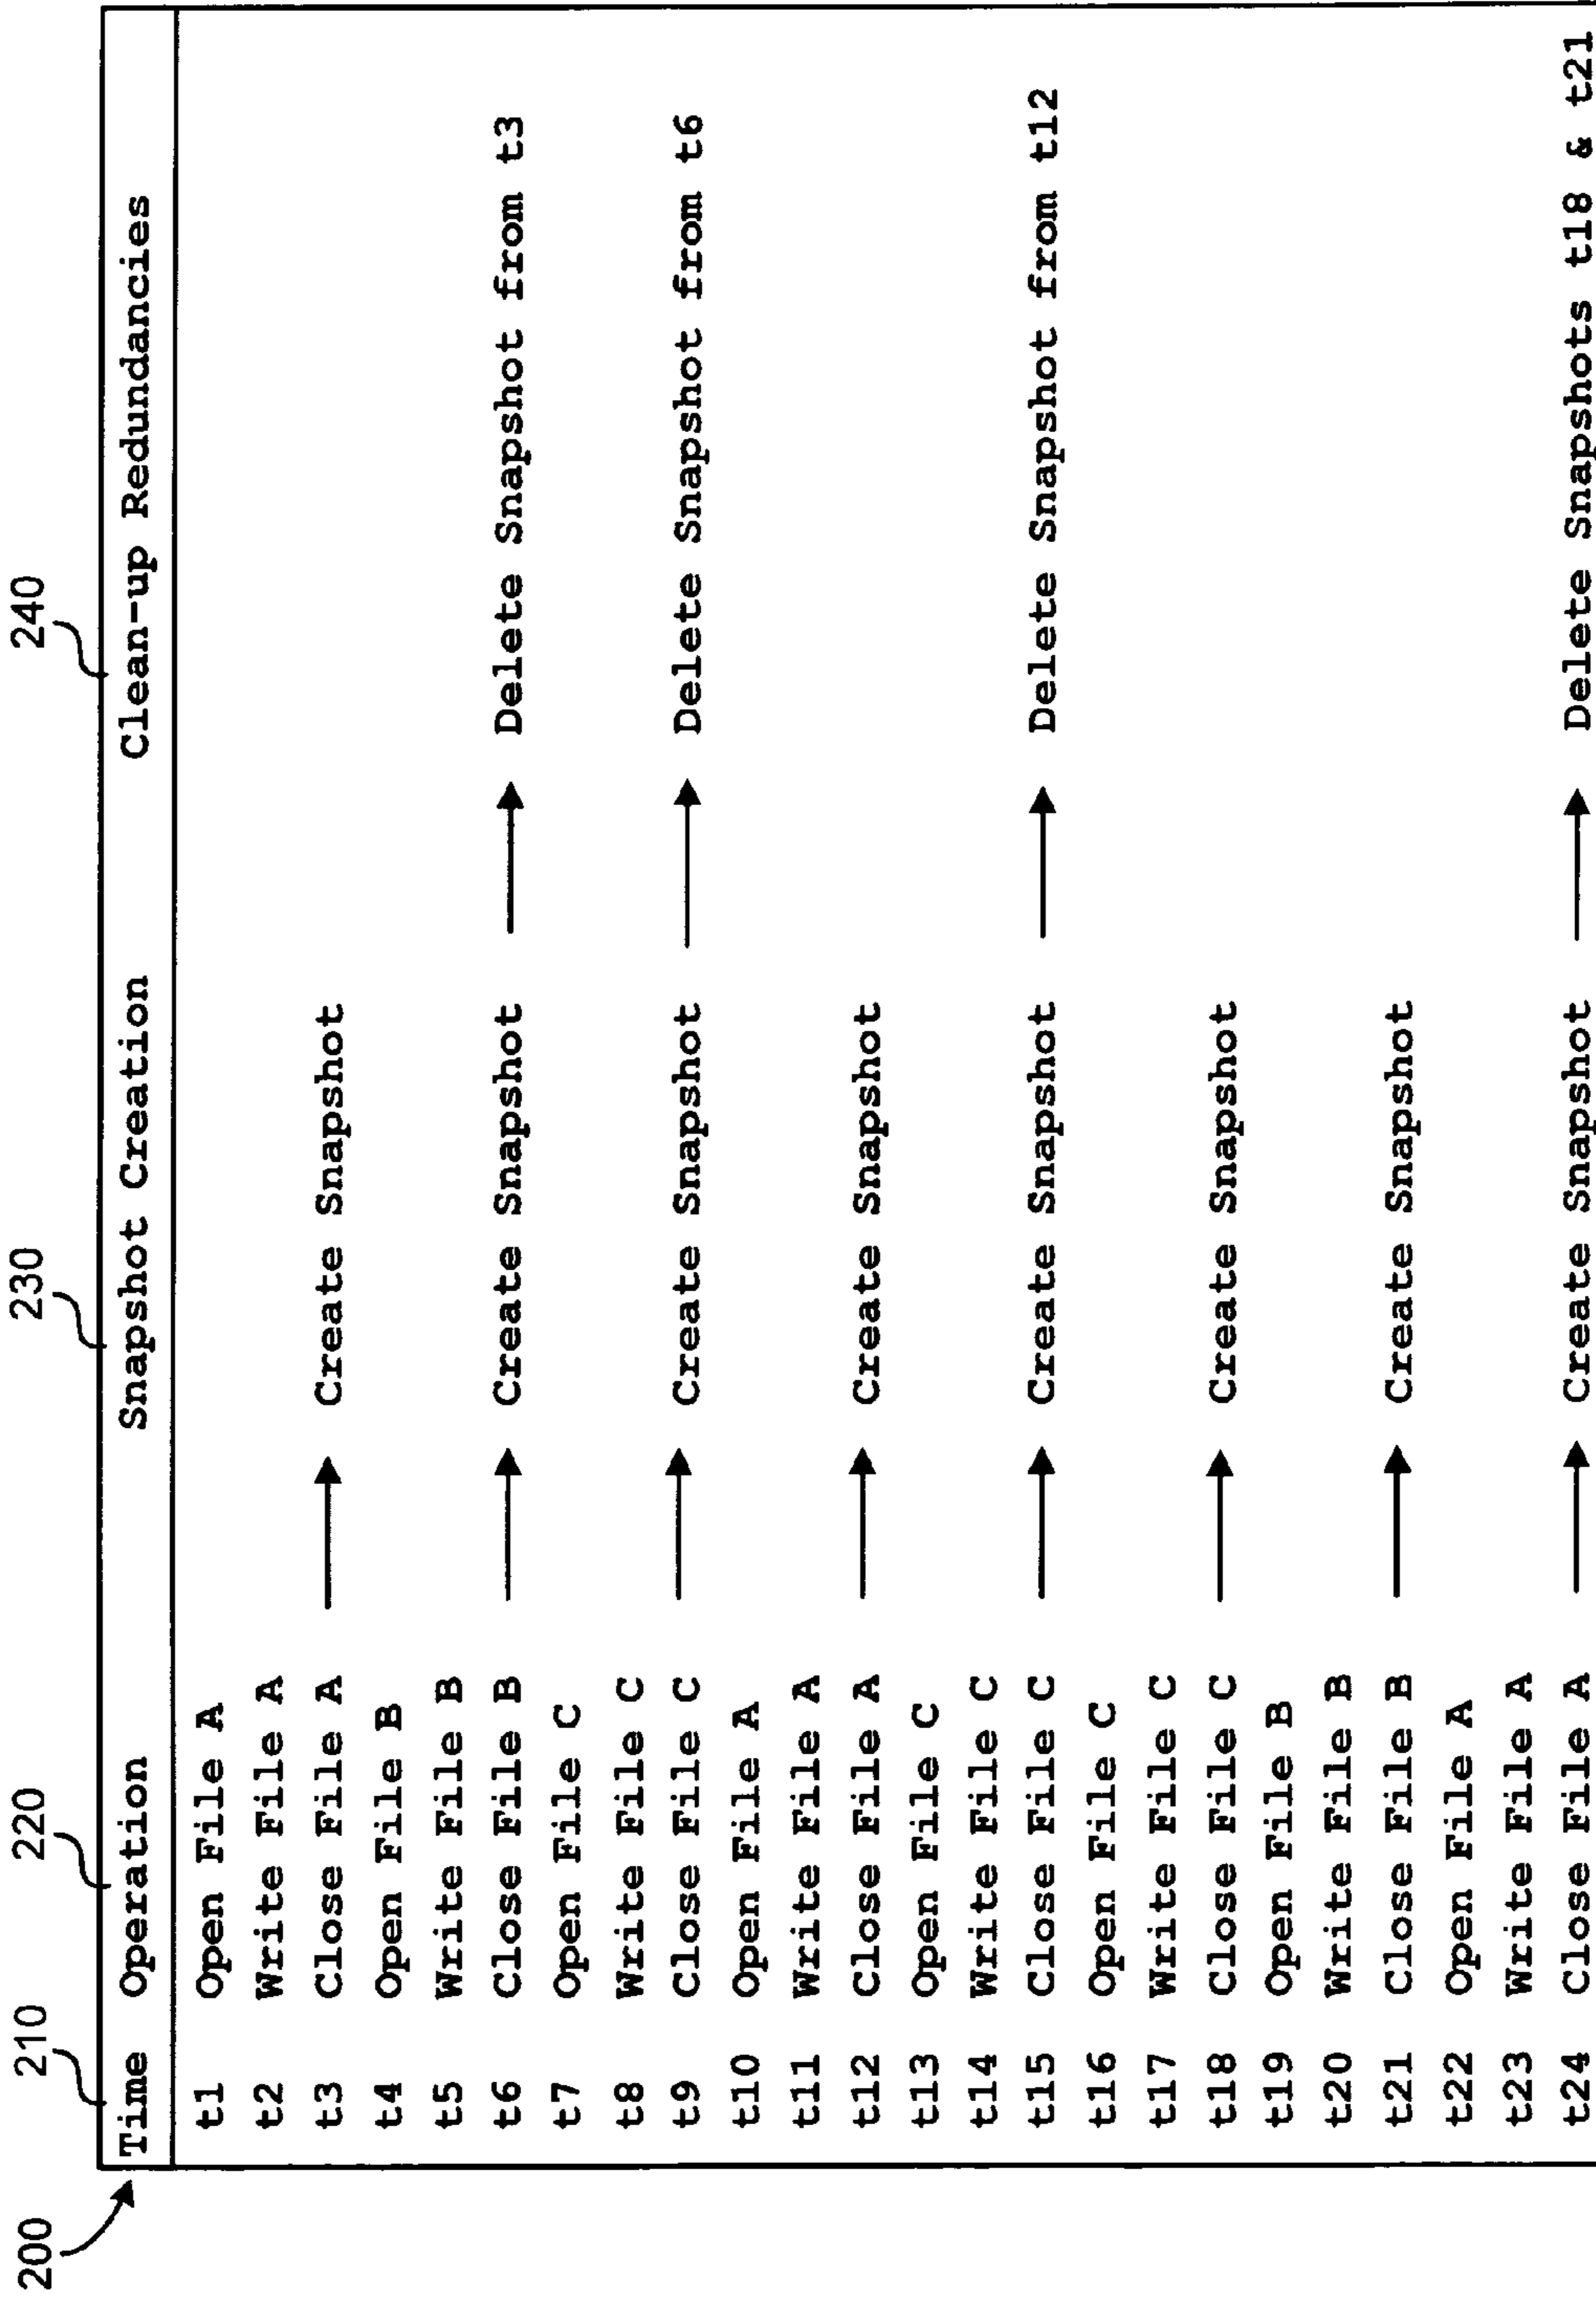 200
210 220 230 240
Time Operation Snapshot Creation Clean-up Redundancies
t1 Open File A
t2 Write File A
t3 Close File A Create Snapshot
t4 Open File B
t5 Write File B
t6 Close File B Create Snapshot Delete Snapshot from t3
t7 Open File C
t8 Write File C
t9 Close File C Create Snapshot Delete Snapshot from t6
t10 Open File A
t11 Write File A
t12 Close File A Create Snapshot
t13 Open File C
t14 Write File C
t15 Close File C Create Snapshot Delete Snapshot from t12
t16 Open File C
t17 Write File C
t18 Close File C Create Snapshot
t19 Open File B
t20 Write File B
t21 Close File B Create Snapshot
t22 Open File A
t23 Write File A
t24 Close File A Create Snapshot Delete Snapshots t18 & t21